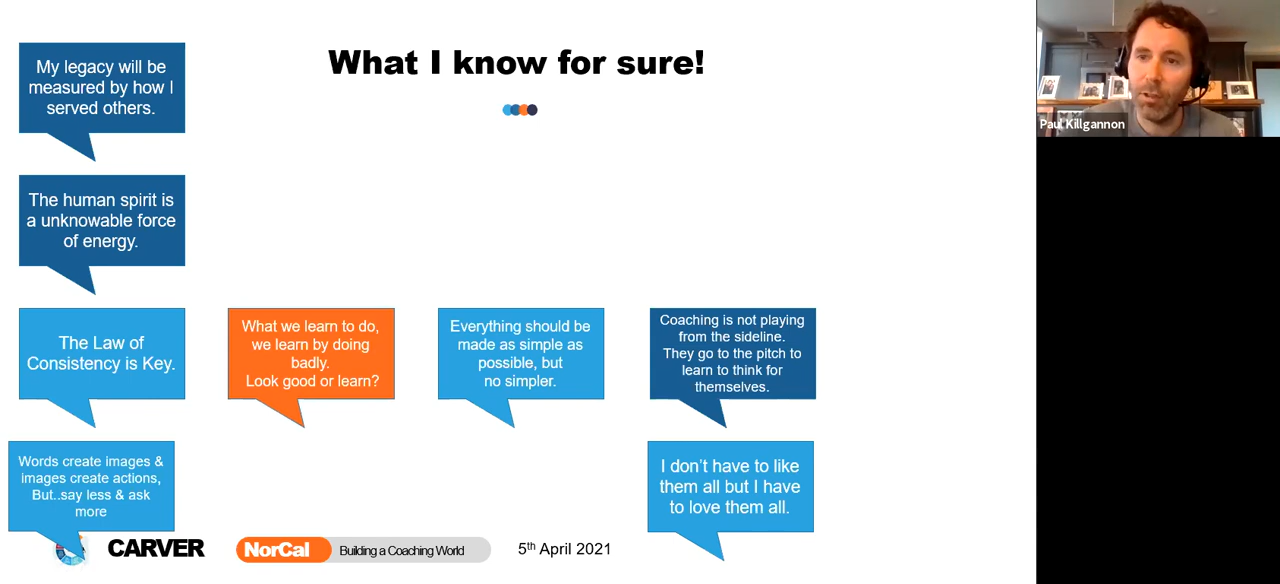 What I know for sure!
My legacy will be
measured by how I
served others.
The human spirit is
a unknowable force
of energy.
The Law of
Consistency is Key.
What we learn to do,
we learn by doing
badly.
Look good or learn?
Everything should be
made as simple as
possible, but
no simpler.
Coaching is not playing
from the sideline.
They go to the pitch to
learn to think for
themselves.
Words create images &
images create actions,
But..say less & ask
more
I don't have to like
them all but I have
to love them all.
CARVER
NorCal Building a Coaching World
5th April 2021
Paul Killgannon